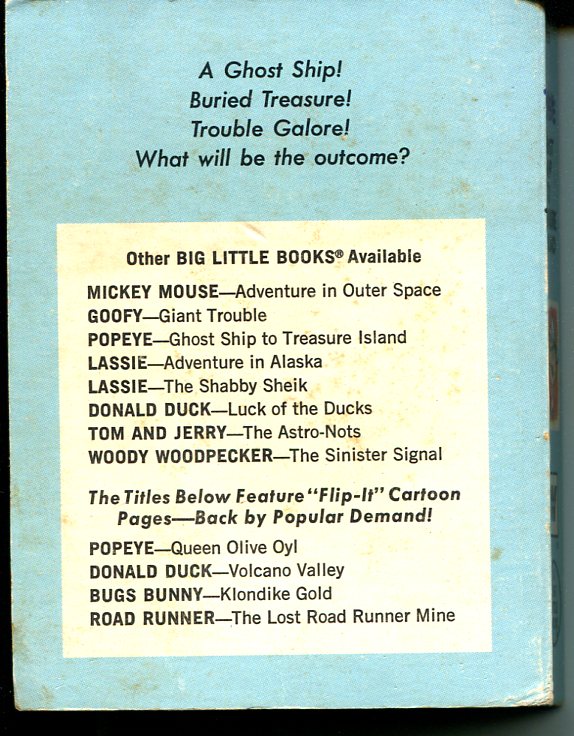 A Ghost Ship!
Buried Treasure!
Trouble Galore!
What will be the outcome?
Other BIG LITTLE BOOKS® Available
MICKEY MOUSE—Adventure in Outer Space
GOOFY—Giant Trouble
POPEYE—Ghost Ship to Treasure Island
LASSIE—Adventure in Alaska
LASSIE—The Shabby Sheik
DONALD DUCK—Luck of the Ducks
TOM AND JERRY—The Astro-Nots
WOODY WOODPECKER—The Sinister Signal
The Titles Below Feature "Flip-It" Cartoon
Pages—Back by Popular Demand!
POPEYE—Queen Olive Oyl
DONALD DUCK—Volcano Valley
BUGS BUNNY—Klondike Gold
ROAD RUNNER—The Lost Road Runner Mine